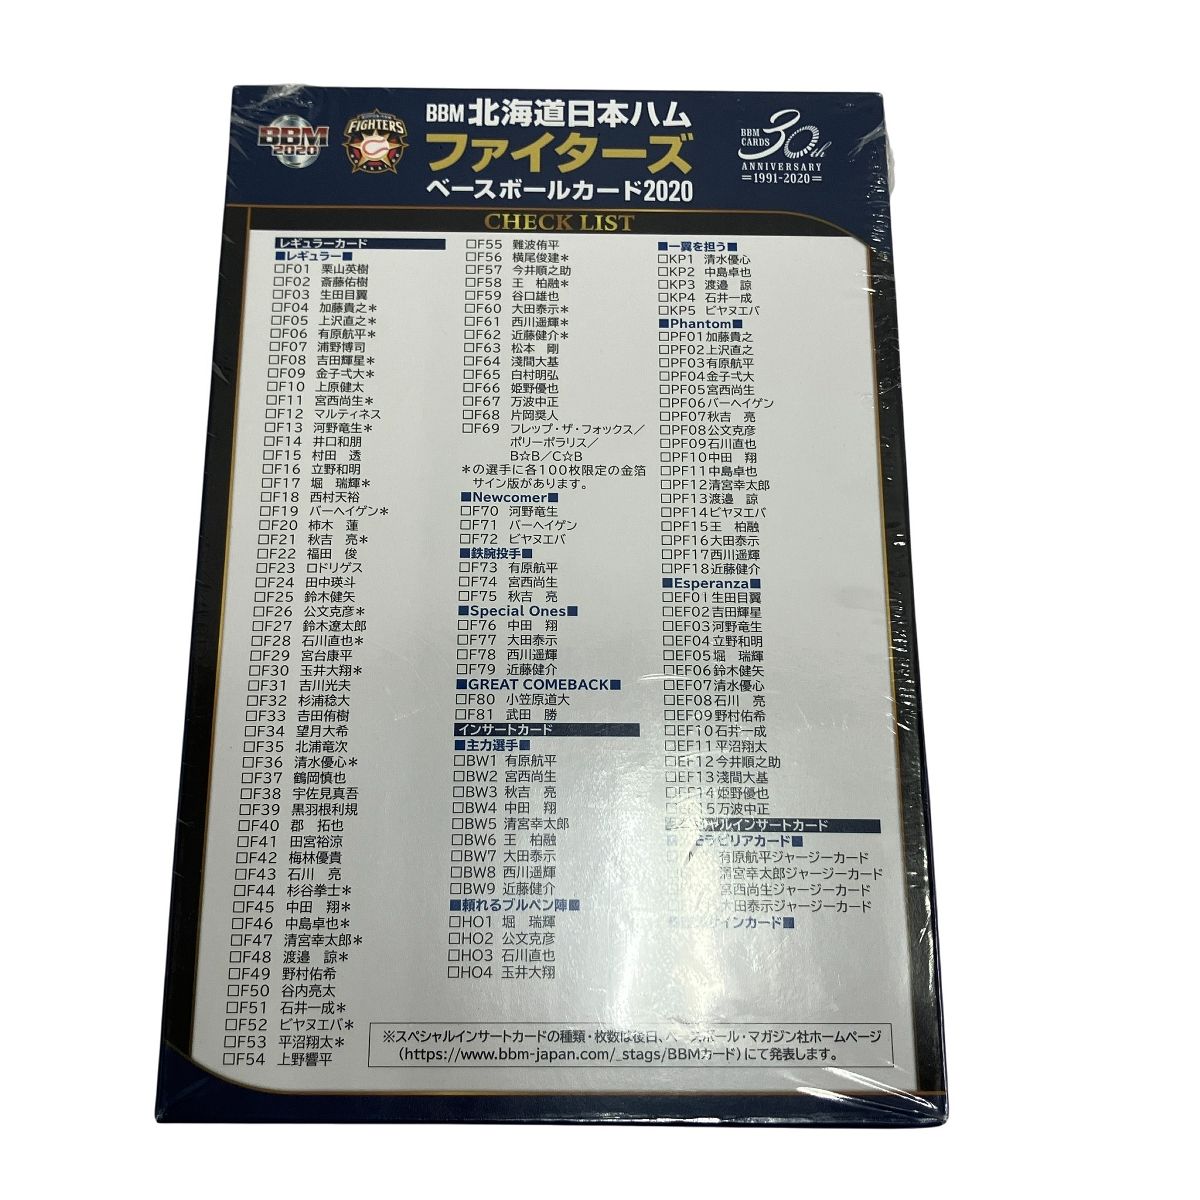 BBM 北海道日本ハム
ファイターズ
ベースボールカード2020
BBM
2020
FIGHTERS
BBM
CARDS
30th
ANNIVERSARY
=1991-2020=
CHECK LIST
レギュラーカード
■レギュラー■
□F01 栗山英樹
□F02 斎藤佑樹
□F03 生田目翼
□F04 加藤貴之＊
□F05 上沢直之＊
□F06 有原航平＊
□F07 浦野博司
□F08 吉田輝星＊
□F09 金子弌大＊
□F10 上原健太
□F11 宮西尚生＊
□F12 マルティネス
□F13 河野竜生＊
□F14 井口和朋
□F15 村田 透
□F16 立野和明
□F17 堀 瑞輝＊
□F18 西村天裕
□F19 バーヘイゲン＊
□F20 柿木 蓮
□F21 秋吉 亮＊
□F22 福田 俊
□F23 ロドリゲス
□F24 田中瑛斗
□F25 鈴木健矢
□F26 公文克彦＊
□F27 鈴木遼太郎
□F28 石川直也＊
□F29 宮台康平
□F30 玉井大翔＊
□F31 吉川光夫
□F32 杉浦稔大
□F33 吉田侑樹
□F34 望月大希
□F35 北浦竜次
□F36 清水優心＊
□F37 鶴岡慎也
□F38 宇佐見真吾
□F39 黒羽根利規
□F40 郡 拓也
□F41 田宮裕涼
□F42 梅林優貴
□F43 石川 亮
□F44 杉谷拳士＊
□F45 中田 翔＊
□F46 中島卓也＊
□F47 清宮幸太郎＊
□F48 渡邉 諒＊
□F49 野村佑希
□F50 谷内亮太
□F51 石井一成＊
□F52 ビヤヌエバ＊
□F53 平沼翔太＊
□F54 上野響平
□F55 難波侑平
□F56 横尾俊建＊
□F57 今井順之助
□F58 王 柏融＊
□F59 谷口雄也
□F60 大田泰示＊
□F61 西川遥輝＊
□F62 近藤健介＊
□F63 松本 剛
□F64 淺間大基
□F65 白村明弘
□F66 姫野優也
□F67 万波中正
□F68 片岡奨人
□F69 フレップ・ザ・フォックス／
ポリーポラリス／
B☆B／C☆B
＊の選手に各100枚限定の金箔
サイン版があります。
■Newcomer■
□F70 河野竜生
□F71 バーヘイゲン
□F72 ビヤヌエバ
■鉄腕投手■
□F73 有原航平
□F74 宮西尚生
□F75 秋吉 亮
■Special Ones■
□F76 中田 翔
□F77 大田泰示
□F78 西川遥輝
□F79 近藤健介
■GREAT COMEBACK■
□F80 小笠原道大
□F81 武田 勝
インサートカード
■主力選手■
□BW1 有原航平
□BW2 宮西尚生
□BW3 秋吉 亮
□BW4 中田 翔
□BW5 清宮幸太郎
□BW6 王 柏融
□BW7 大田泰示
□BW8 西川遥輝
□BW9 近藤健介
■頼れるブルペン陣■
□HO1 堀 瑞輝
□HO2 公文克彦
□HO3 石川直也
□HO4 玉井大翔
■一翼を担う■
□KP1 清水優心
□KP2 中島卓也
□KP3 渡邉 諒
□KP4 石井一成
□KP5 ビヤヌエバ
■Phantom■
□PF01 加藤貴之
□PF02 上沢直之
□PF03 有原航平
□PF04 金子弌大
□PF05 宮西尚生
□PF06 バーヘイゲン
□PF07 秋吉 亮
□PF08 公文克彦
□PF09 石川直也
□PF10 中田 翔
□PF11 中島卓也
□PF12 清宮幸太郎
□PF13 渡邉 諒
□PF14 ビヤヌエバ
□PF15 王 柏融
□PF16 大田泰示
□PF17 西川遥輝
□PF18 近藤健介
■Esperanza■
□EF01 生田目翼
□EF02 吉田輝星
□EF03 河野竜生
□EF04 立野和明
□EF05 堀 瑞輝
□EF06 鈴木健矢
□EF07 清水優心
□EF08 石川 亮
□EF09 野村佑希
□EF10 石井一成
□EF11 平沼翔太
□EF12 今井順之助
□EF13 淺間大基
□EF14 姫野優也
□EF15 万波中正
シャルインサートカード
ラビリアカード■
有原航平ジャージーカード
清宮幸太郎ジャージーカード
宮西尚生ジャージーカード
大田泰示ジャージーカード
サインカード■
※スペシャルインサートカードの種類・枚数は後日、ベースボール・マガジン社ホームページ
（https://www.bbm-japan.com/_stags/BBMカード）にて発表します。